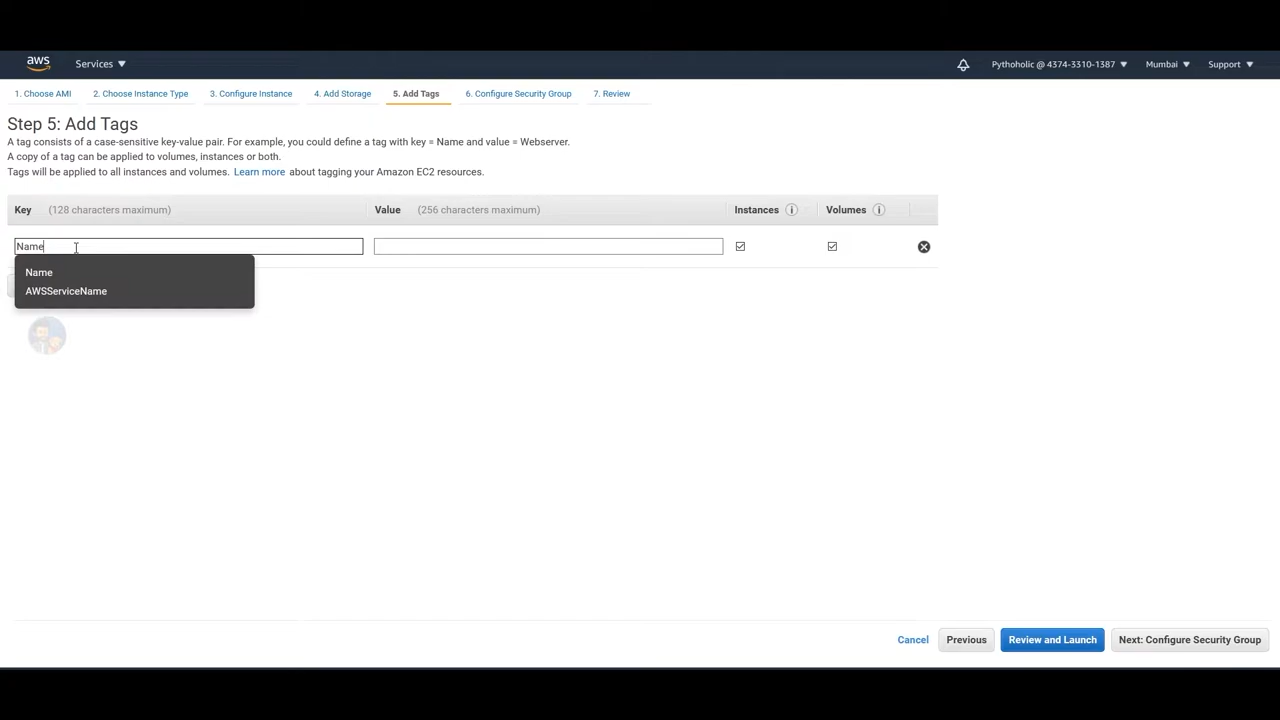 aws
Services
Pythoholic @ 4374-3310-1387
Mumbai
Support
1. Choose AMI
2. Choose Instance Type
3. Configure Instance
4. Add Storage
5. Add Tags
6. Configure Security Group
7. Review
Step 5: Add Tags
A tag consists of a case-sensitive key-value pair. For example, you could define a tag with key = Name and value = Webserver.
A copy of a tag can be applied to volumes, instances or both.
Tags will be applied to all instances and volumes. Learn more about tagging your Amazon EC2 resources.
Key (128 characters maximum)
Value (256 characters maximum)
Instances i
Volumes i
Name
Name
AWSServiceName
Cancel
Previous
Review and Launch
Next: Configure Security Group